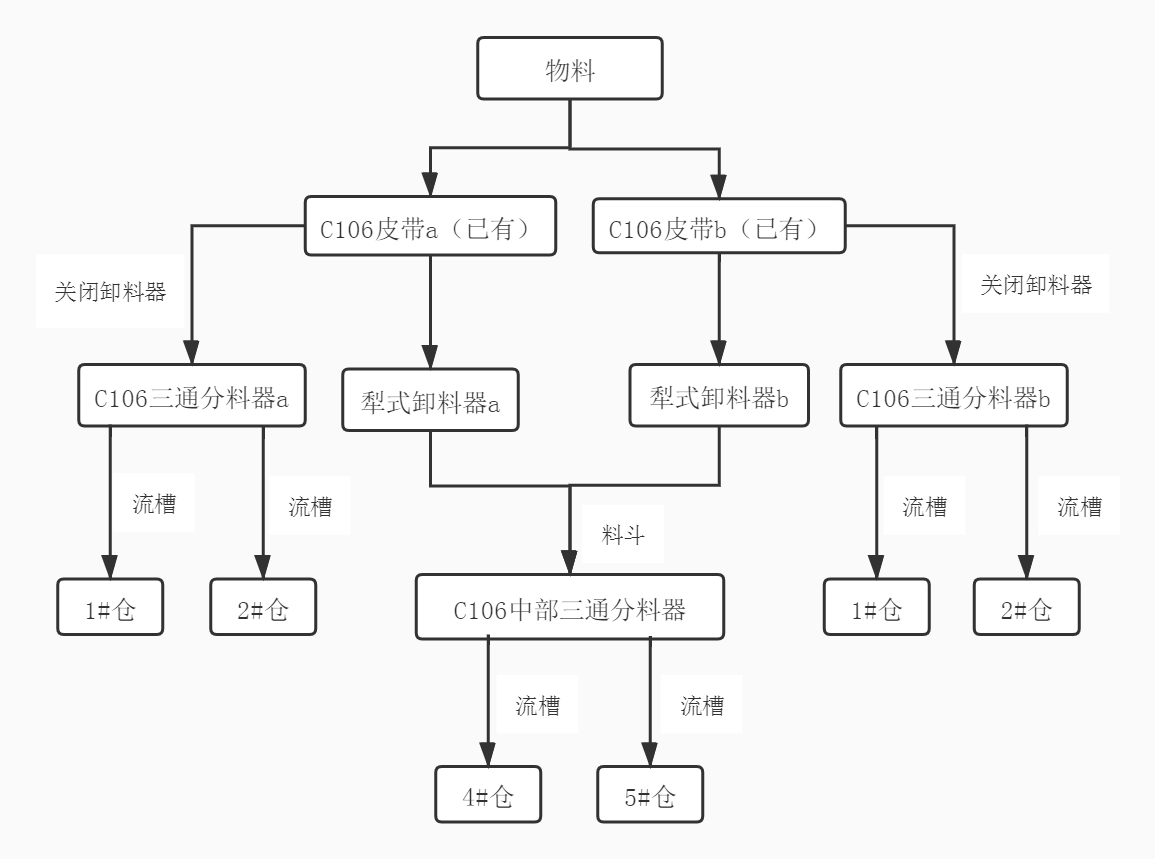 物料
C106皮带a（已有）
C106皮带b（已有）
关闭卸料器
关闭卸料器
C106三通分料器a
犁式卸料器a
犁式卸料器b
C106三通分料器b
流槽
流槽
料斗
流槽
流槽
1#仓
2#仓
C106中部三通分料器
1#仓
2#仓
流槽
流槽
4#仓
5#仓